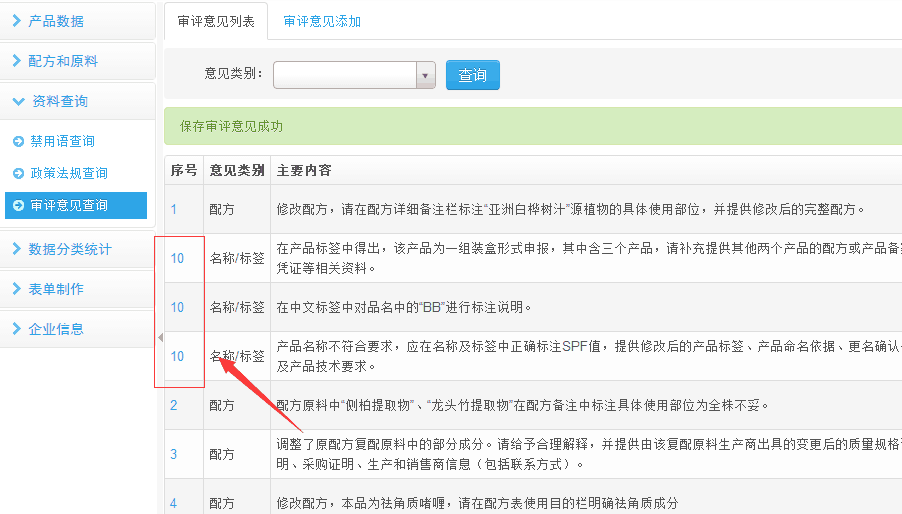 产品数据
配方和原料
资料查询
禁用语查询
政策法规查询
审评意见查询
数据分类统计
表单制作
企业信息
审评意见列表 审评意见添加
意见类别： 查询
保存审评意见成功
序号 意见类别 主要内容
1 配方 修改配方，请在配方详细备注栏标注“亚洲白桦树汁”源植物的具体使用部位，并提供修改后的完整配方。
10 名称/标签 在产品标签中得出，该产品为一组装盒形式申报，其中含三个产品，请补充提供其他两个产品的配方或产品备
凭证等相关资料。
10 名称/标签 在中文标签中对品名中的“BB”进行标注说明。
10 名称/标签 产品名称不符合要求，应在名称及标签中正确标注SPF值，提供修改后的产品标签、产品命名依据、更名确认
及产品技术要求。
2 配方 配方原料中“侧柏提取物”、“龙头竹提取物”在配方备注中标注具体使用部位为全株不妥。
3 配方 调整了原配方复配原料中的部分成分。请给予合理解释，并提供由该复配原料生产商出具的变更后的质量规格
明、采购证明、生产和销售商信息（包括联系方式）。
4 配方 修改配方，本品为祛角质啫喱，请在配方表使用目的栏明确祛角质成分